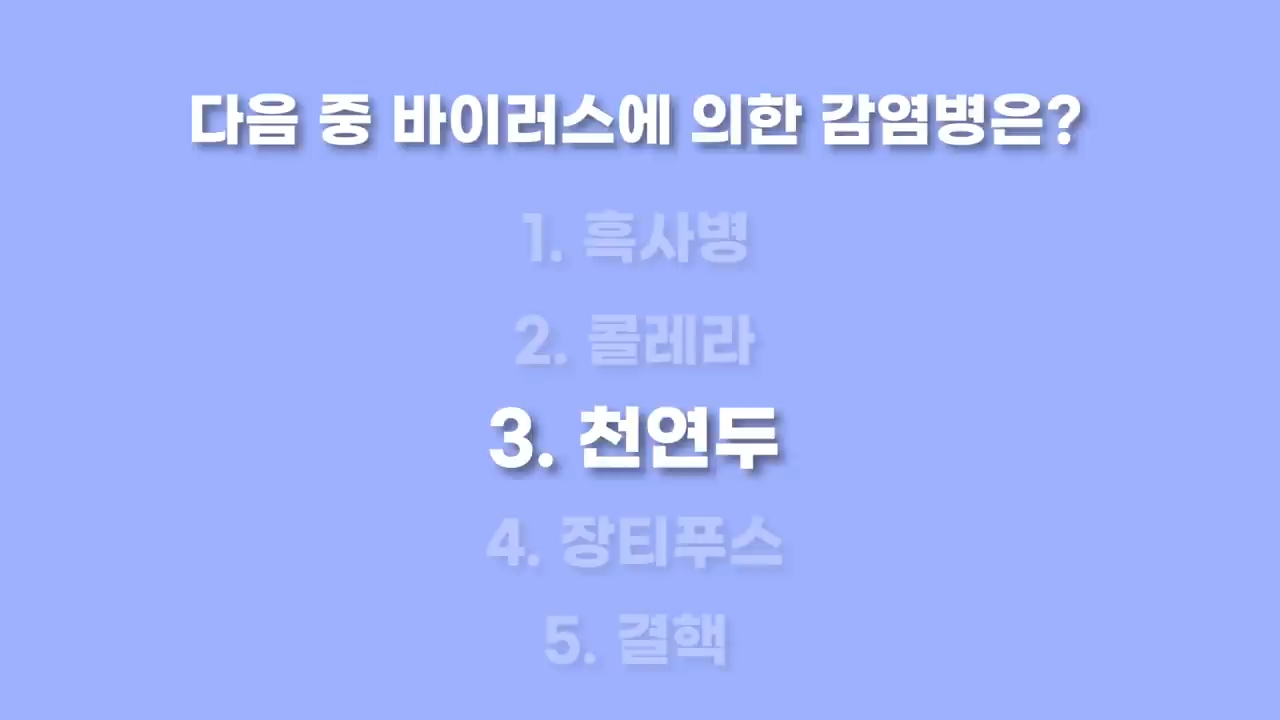 다음 중 바이러스에 의한 감염병은?
1. 흑사병
2. 콜레라
3. 천연두
4. 장티푸스
5. 결핵